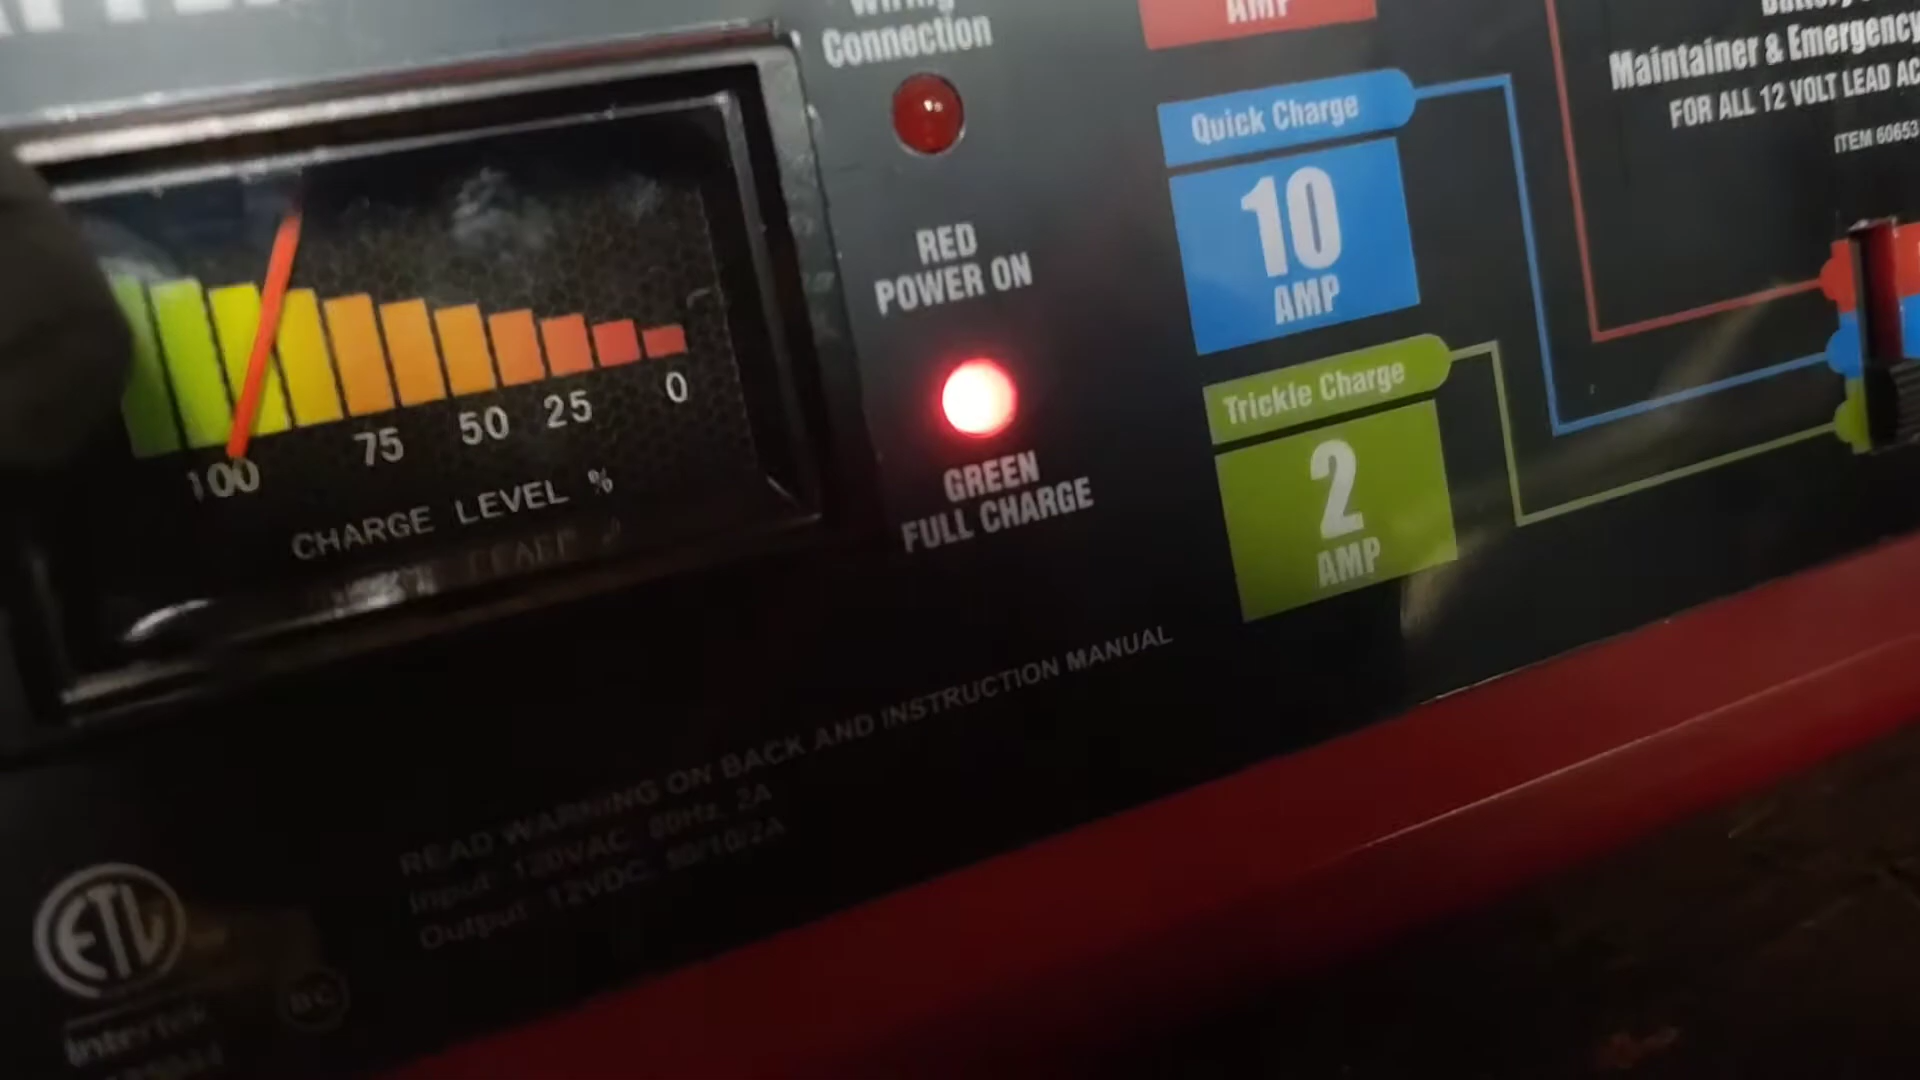 Wiring
Connection
RED
POWER ON
GREEN
FULL CHARGE
100 75 50 25 0
CHARGE LEVEL %
AMP
Quick Charge
10
AMP
Trickle Charge
2
AMP
Maintainer & Emergency
FOR ALL 12 VOLT LEAD AC
ITEM 60653
READ WARNING ON BACK AND INSTRUCTION MANUAL
Input 120VAC 60Hz, 2A
Output 12VDC, /10/2A
ETL
Intertek